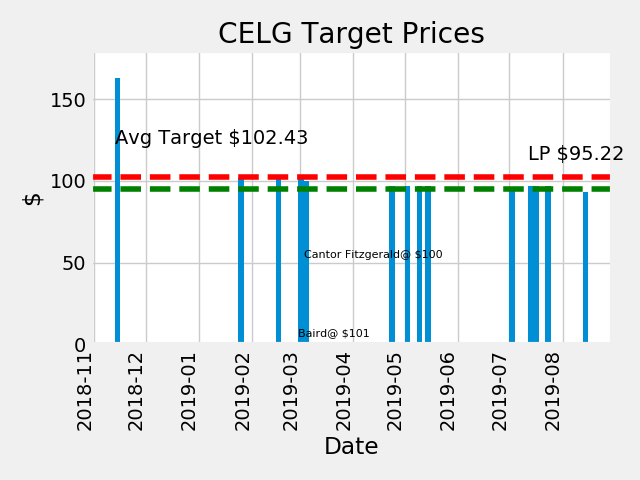 CELG Target Prices
150
Avg Target $102.43
LP $95.22
100
$
Cantor Fitzgerald@ $100
50
Baird@ $101
0
2018-11
2018-12
2019-01
2019-02
2019-03
2019-04
2019-05
2019-06
2019-07
2019-08
Date